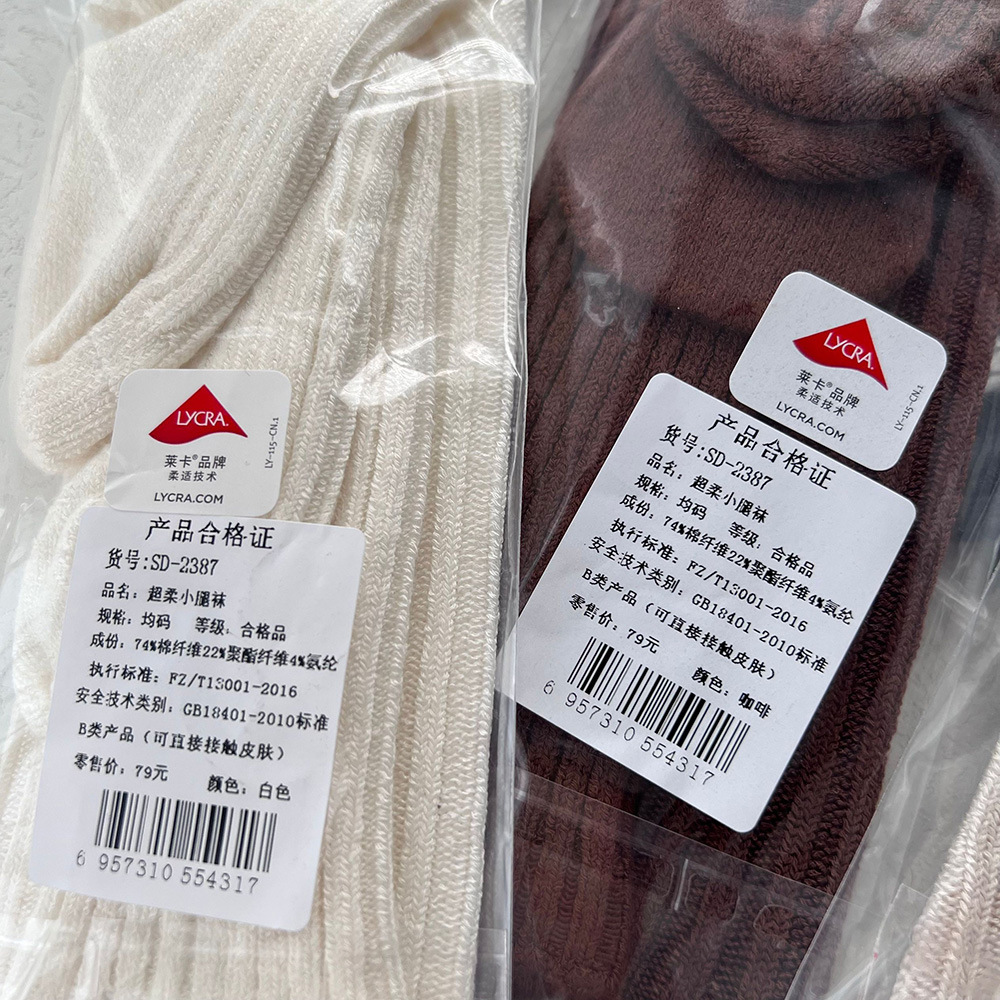 LYCRA.
莱卡®品牌
柔适技术
LYCRA.COM
LY-115-CN.1
产品合格证
货号:SD-2387
品名：超柔小腿袜
规格：均码 等级：合格品
成份：74%棉纤维22%聚酯纤维4%氨纶
执行标准：FZ/T13001-2016
安全技术类别：GB18401-2010标准
B类产品（可直接接触皮肤）
零售价：79元 颜色：白色
6 957310 554317
LYCRA.
莱卡®品牌
柔适技术
LYCRA.COM
LY-115-CN.1
产品合格证
货号:SD-2387
品名：超柔小腿袜
规格：均码 等级：合格品
成份：74%棉纤维22%聚酯纤维4%氨纶
执行标准：FZ/T13001-2016
安全技术类别：GB18401-2010标准
B类产品（可直接接触皮肤）
零售价：79元 颜色：咖啡
6 957310 554317